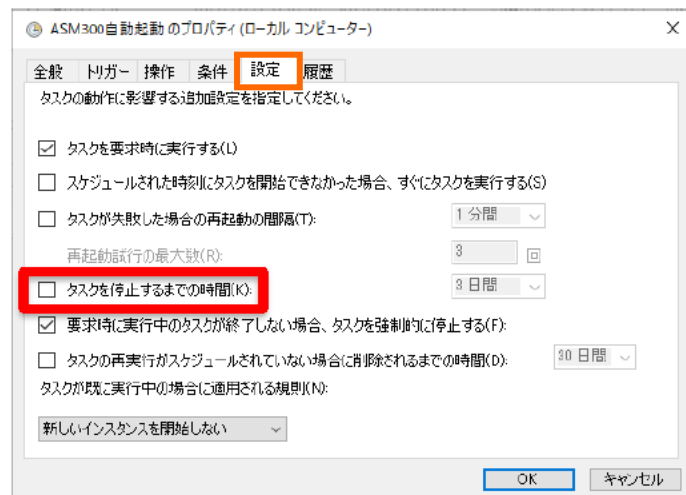 ASM300自動起動 のプロパティ (ローカル コンピューター)
全般 トリガー 操作 条件 設定 履歴
タスクの動作に影響する追加設定を指定してください。
タスクを要求時に実行する(L)
スケジュールされた時刻にタスクを開始できなかった場合、すぐにタスクを実行する(S)
タスクが失敗した場合の再起動の間隔(T): 1 分間
再起動試行の最大数(R): 3 回
タスクを停止するまでの時間(K): 3 日間
要求時に実行中のタスクが終了しない場合、タスクを強制的に停止する(F):
タスクの再実行がスケジュールされていない場合に削除されるまでの時間(D): 30 日間
タスクが既に実行中の場合に適用される規則(N):
新しいインスタンスを開始しない
OK キャンセル